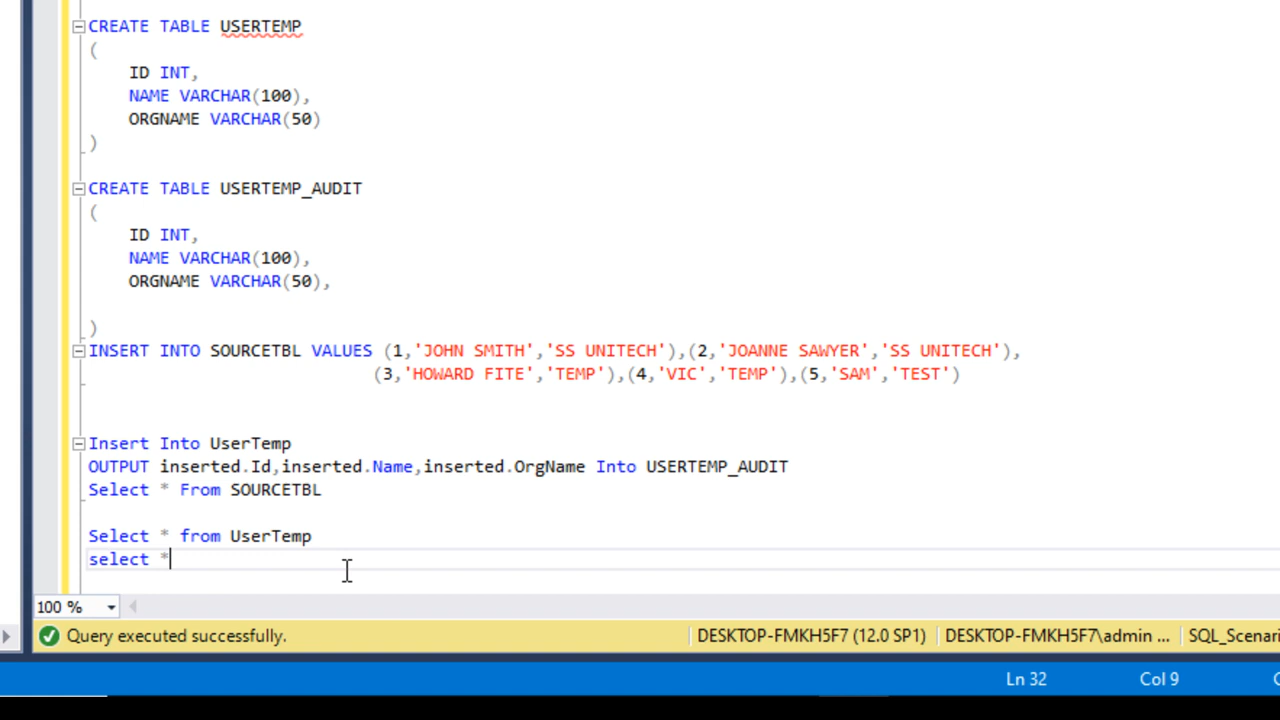 CREATE TABLE USERTEMP
(
ID INT,
NAME VARCHAR(100),
ORGNAME VARCHAR(50)
)
CREATE TABLE USERTEMP_AUDIT
(
ID INT,
NAME VARCHAR(100),
ORGNAME VARCHAR(50),
)
INSERT INTO SOURCETBL VALUES (1,'JOHN SMITH','SS UNITECH'),(2,'JOANNE SAWYER','SS UNITECH'),
(3,'HOWARD FITE','TEMP'),(4,'VIC','TEMP'),(5,'SAM','TEST')
Insert Into UserTemp
OUTPUT inserted.Id,inserted.Name,inserted.OrgName Into USERTEMP_AUDIT
Select * From SOURCETBL
Select * from UserTemp
select *
100 %
Query executed successfully. DESKTOP-FMKH5F7 (12.0 SP1) DESKTOP-FMKH5F7\admin ... SQL_Scenari
Ln 32 Col 9